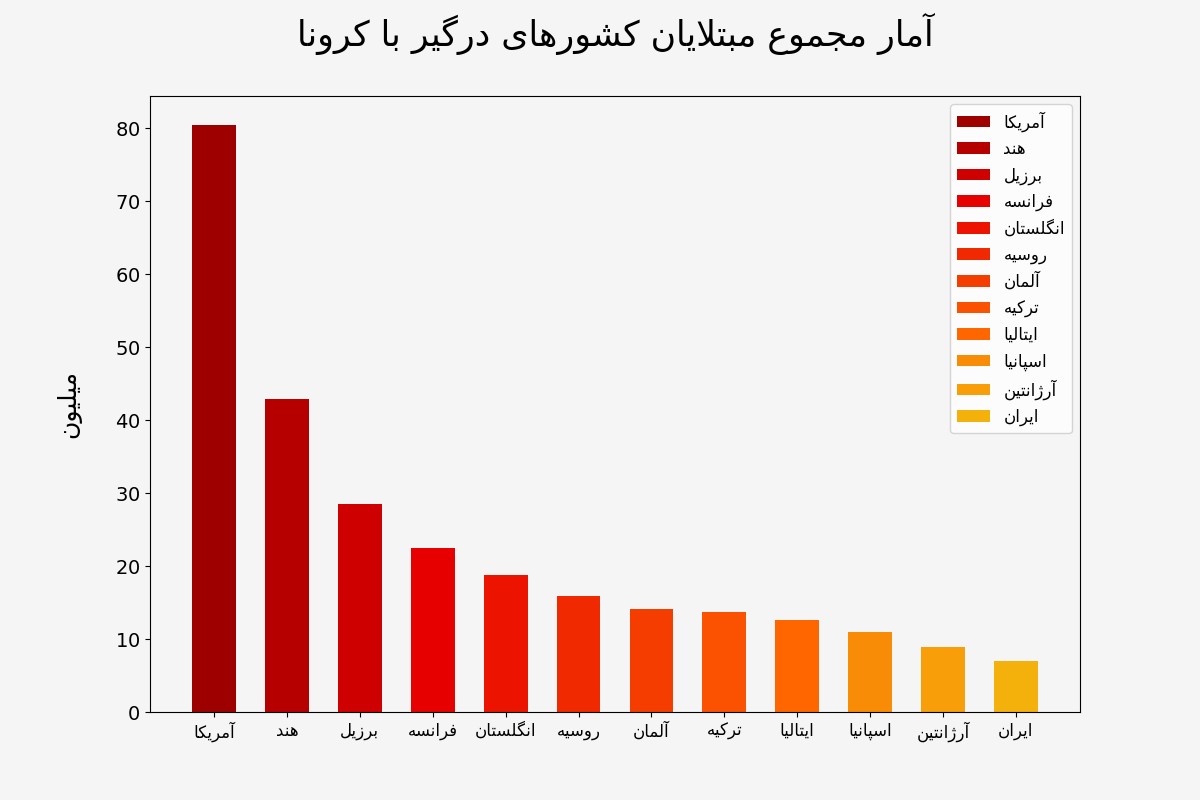 آمار مجموع مبتلایان کشورهای درگیر با کرونا
میلیون
80
70
60
50
40
30
20
10
0
آمریکا
هند
برزیل
فرانسه
انگلستان
روسیه
آلمان
ترکیه
ایتالیا
اسپانیا
آرژانتین
ایران
آمریکا هند برزیل فرانسه انگلستان روسیه آلمان ترکیه ایتالیا اسپانیا آرژانتین ایران